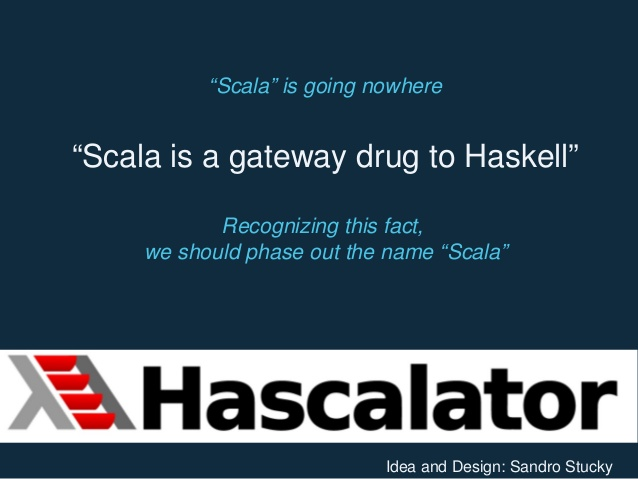 “Scala” is going nowhere
“Scala is a gateway drug to Haskell”
Recognizing this fact,
we should phase out the name “Scala”
Hascalator
Idea and Design: Sandro Stucky